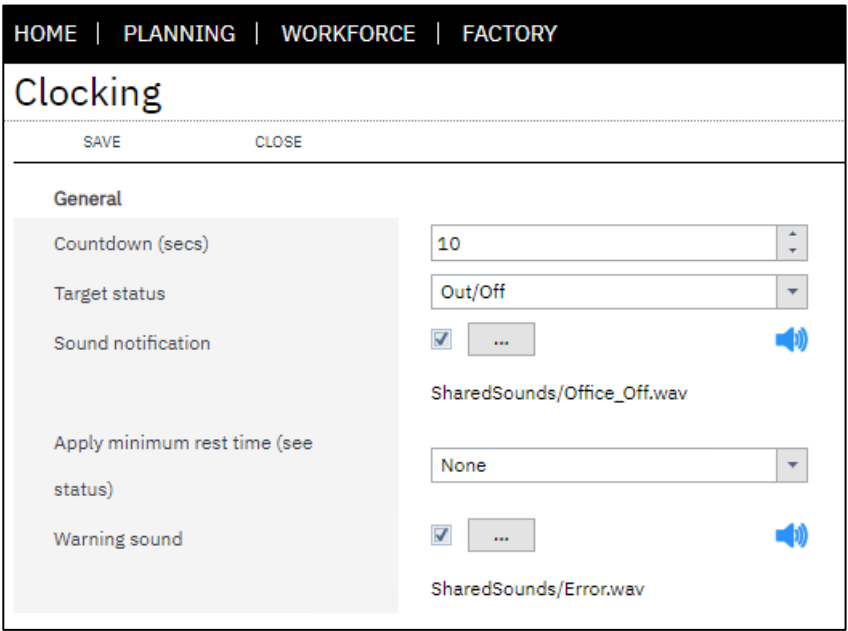 HOME | PLANNING | WORKFORCE | FACTORY
Clocking
SAVE CLOSE
General
Countdown (secs) 10
Target status Out/Off
Sound notification ...
SharedSounds/Office_Off.wav
Apply minimum rest time (see
status) None
Warning sound ...
SharedSounds/Error.wav